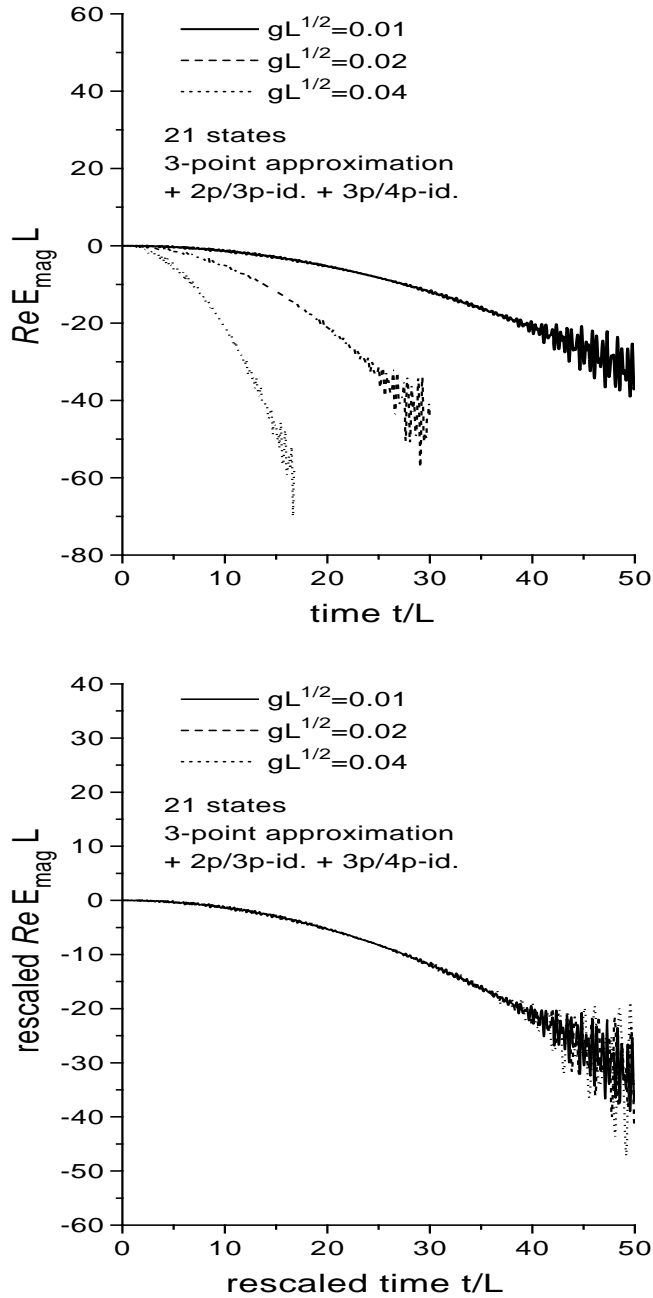 60
40
20
0
-20
-40
-60
-80
Re E_mag L
gL^1/2=0.01
gL^1/2=0.02
gL^1/2=0.04
21 states
3-point approximation
+ 2p/3p-id. + 3p/4p-id.
0 10 20 30 40 50
time t/L
40
30
20
10
0
-10
-20
-30
-40
-50
-60
rescaled Re E_mag L
gL^1/2=0.01
gL^1/2=0.02
gL^1/2=0.04
21 states
3-point approximation
+ 2p/3p-id. + 3p/4p-id.
0 10 20 30 40 50
rescaled time t/L